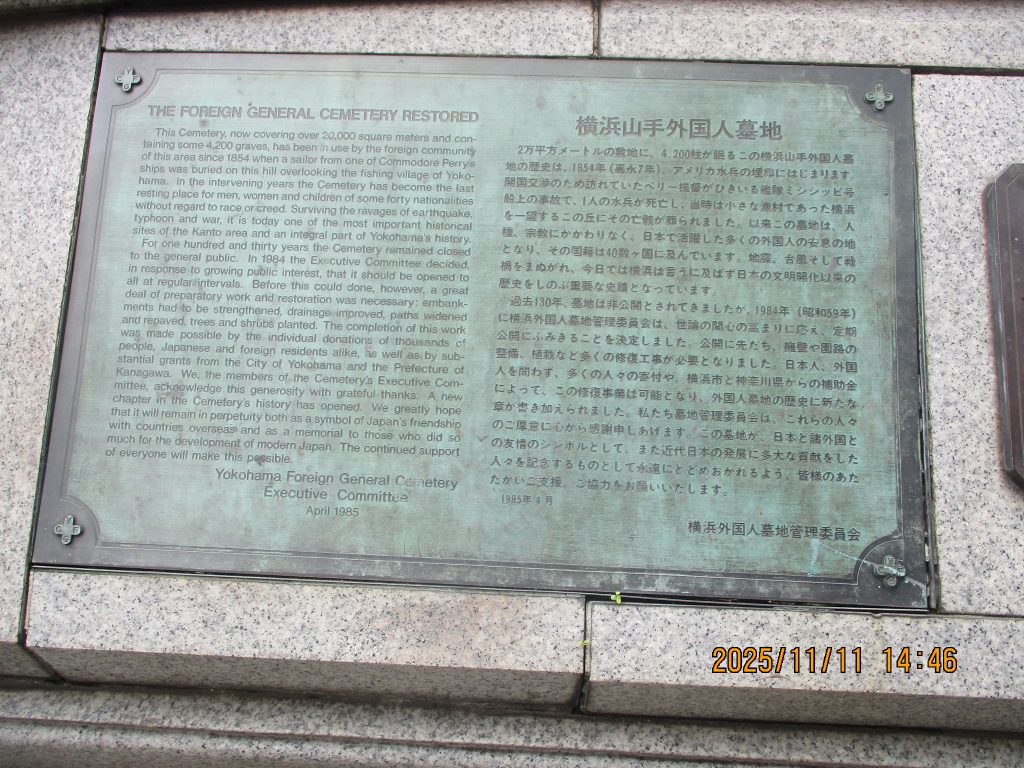 THE FOREIGN GENERAL CEMETERY RESTORED
This Cemetery, now covering over 20,000 square meters and con-
taining some 4,200 graves, has been in use by the foreign community
of this area since 1854 when a sailor from one of Commodore Perry's
ships was buried on this hill overlooking the fishing village of Yoko-
hama. In the intervening years the Cemetery has become the last
resting place for men, women and children of some forty nationalities
without regard to race or creed. Surviving the ravages of earthquake,
typhoon and war, it is today one of the most important historical
sites of the Kanto area and an integral part of Yokohama's history.
For one hundred and thirty years the Cemetery remained closed
to the general public. In 1984 the Executive Committee decided,
in response to growing public interest, that it should be opened to
all at regular intervals. Before this could done, however, a great
deal of preparatory work and restoration was necessary: embank-
ments had to be strengthened, drainage improved, paths widened
and repaved, trees and shrubs planted. The completion of this work
was made possible by the individual donations of thousands of
people, Japanese and foreign residents alike, as well as by sub-
stantial grants from the City of Yokohama and the Prefecture of
Kanagawa. We, the members of the Cemetery's Executive Com-
mittee, acknowledge this generosity with grateful thanks. A new
chapter in the Cemetery's history has opened. We greatly hope
that it will remain in perpetuity both as a symbol of Japan's friendship
with countries overseas and as a memorial to those who did so
much for the development of modern Japan. The continued support
of everyone will make this possible.
Yokohama Foreign General Cemetery
Executive Committee
April 1985
横浜山手外国人墓地
2万平方メートルの敷地に、4,200柱が眠るこの横浜山手外国人墓
地の歴史は、1854年（嘉永7年）、アメリカ水兵の埋葬にはじまります。
開国交渉のため訪れていたペリー提督がひきいる艦隊ミシシッピ号
船上の事故で、1人の水兵が死亡し、当時は小さな漁村であった横浜
を一望するこの丘にその亡骸が葬られました。以来この墓地は、人
種、宗教にかかわりなく、日本で活躍した多くの外国人の安息の地
となり、その国籍は40数ヶ国に及んでいます。地震、台風そして戦
禍をまぬがれ、今日では横浜は言うに及ばず日本の文明開化以来の
歴史をしのぶ重要な史蹟となっています。
過去130年、墓地は非公開とされてきましたが、1984年（昭和59年）
に横浜外国人墓地管理委員会は、世論の関心の高まりに応え、定期
公開にふみきることを決定しました。公開に先だち、擁壁や園路の
整備、植栽など多くの修復工事が必要となりました。日本人、外国
人を問わず、多くの人々の寄付や、横浜市と神奈川県からの補助金
によって、この修復事業は可能となり、外国人墓地の歴史に新たな
章が書き加えられました。私たち墓地管理委員会は、これらの人々
のご厚意に心から感謝申しあげます。この墓地が、日本と諸外国と
の友情のシンボルとして、また近代日本の発展に多大な貢献をした
人々を記念するものとして永遠にとどめおかれるよう、皆様のあた
たかいご支援、ご協力をお願いいたします。
1985年4月
横浜外国人墓地管理委員会
2025/11/11 14:46